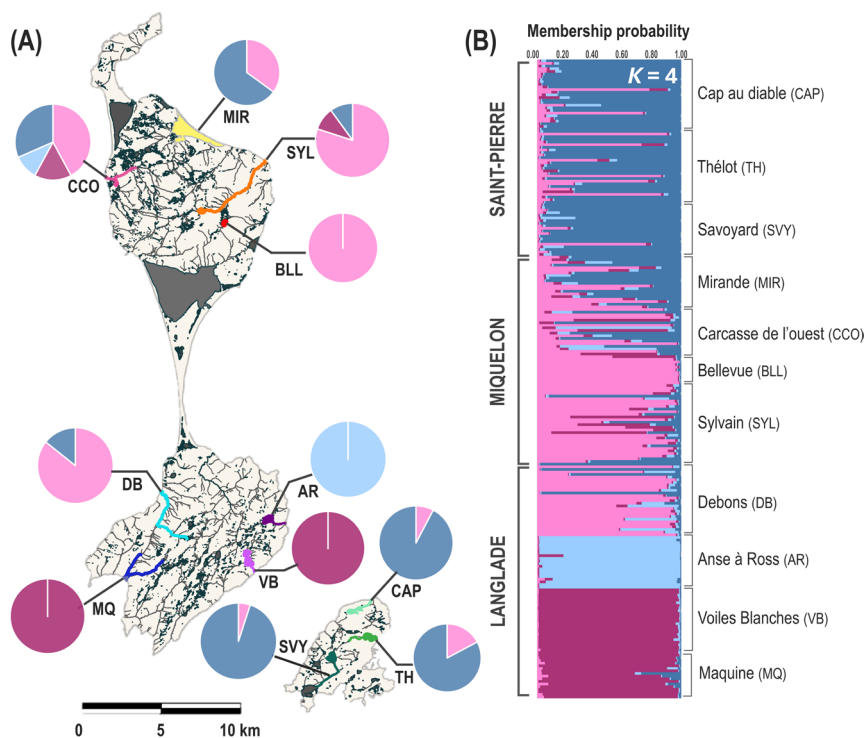 (A)
MIR
SYL
CCO
BLL
DB
AR
MQ
VB
CAP
SVY
TH
0 5 10 km
(B)
Membership probability
0.00 0.20 0.40 0.60 0.80 1.00
K = 4
SAINT-PIERRE
Cap au diable (CAP)
Thélot (TH)
Savoyard (SVY)
MIQUELON
Mirande (MIR)
Carcasse de l'ouest (CCO)
Bellevue (BLL)
Sylvain (SYL)
LANGLADE
Debons (DB)
Anse à Ross (AR)
Voiles Blanches (VB)
Maquine (MQ)